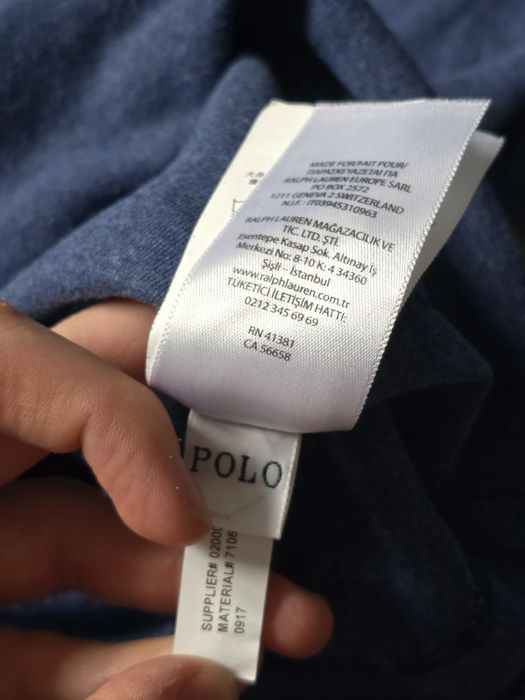 MADE FOR/FAIT POUR/
ΠΑΡΑΣΚΕΥΑΖΕΤΑΙ ΓΙΑ
RALPH LAUREN EUROPE SARL
PO BOX 2572
1211 GENEVA 2 SWITZERLAND
N.I.F.: IT03945310963
RALPH LAUREN MAĞAZACILIK VE
TİC. LTD. ŞTİ.
Esentepe Kasap Sok. Altınay İş
Merkezi No: 8-10 K: 4 34360
Şişli – İstanbul
www.ralphlauren.com.tr
TÜKETİCİ İLETİŞİM HATTI:
0212 345 69 69
RN 41381
CA 56658
POLO
SUPPLIER# 0200
MATERIAL# 7106
0917